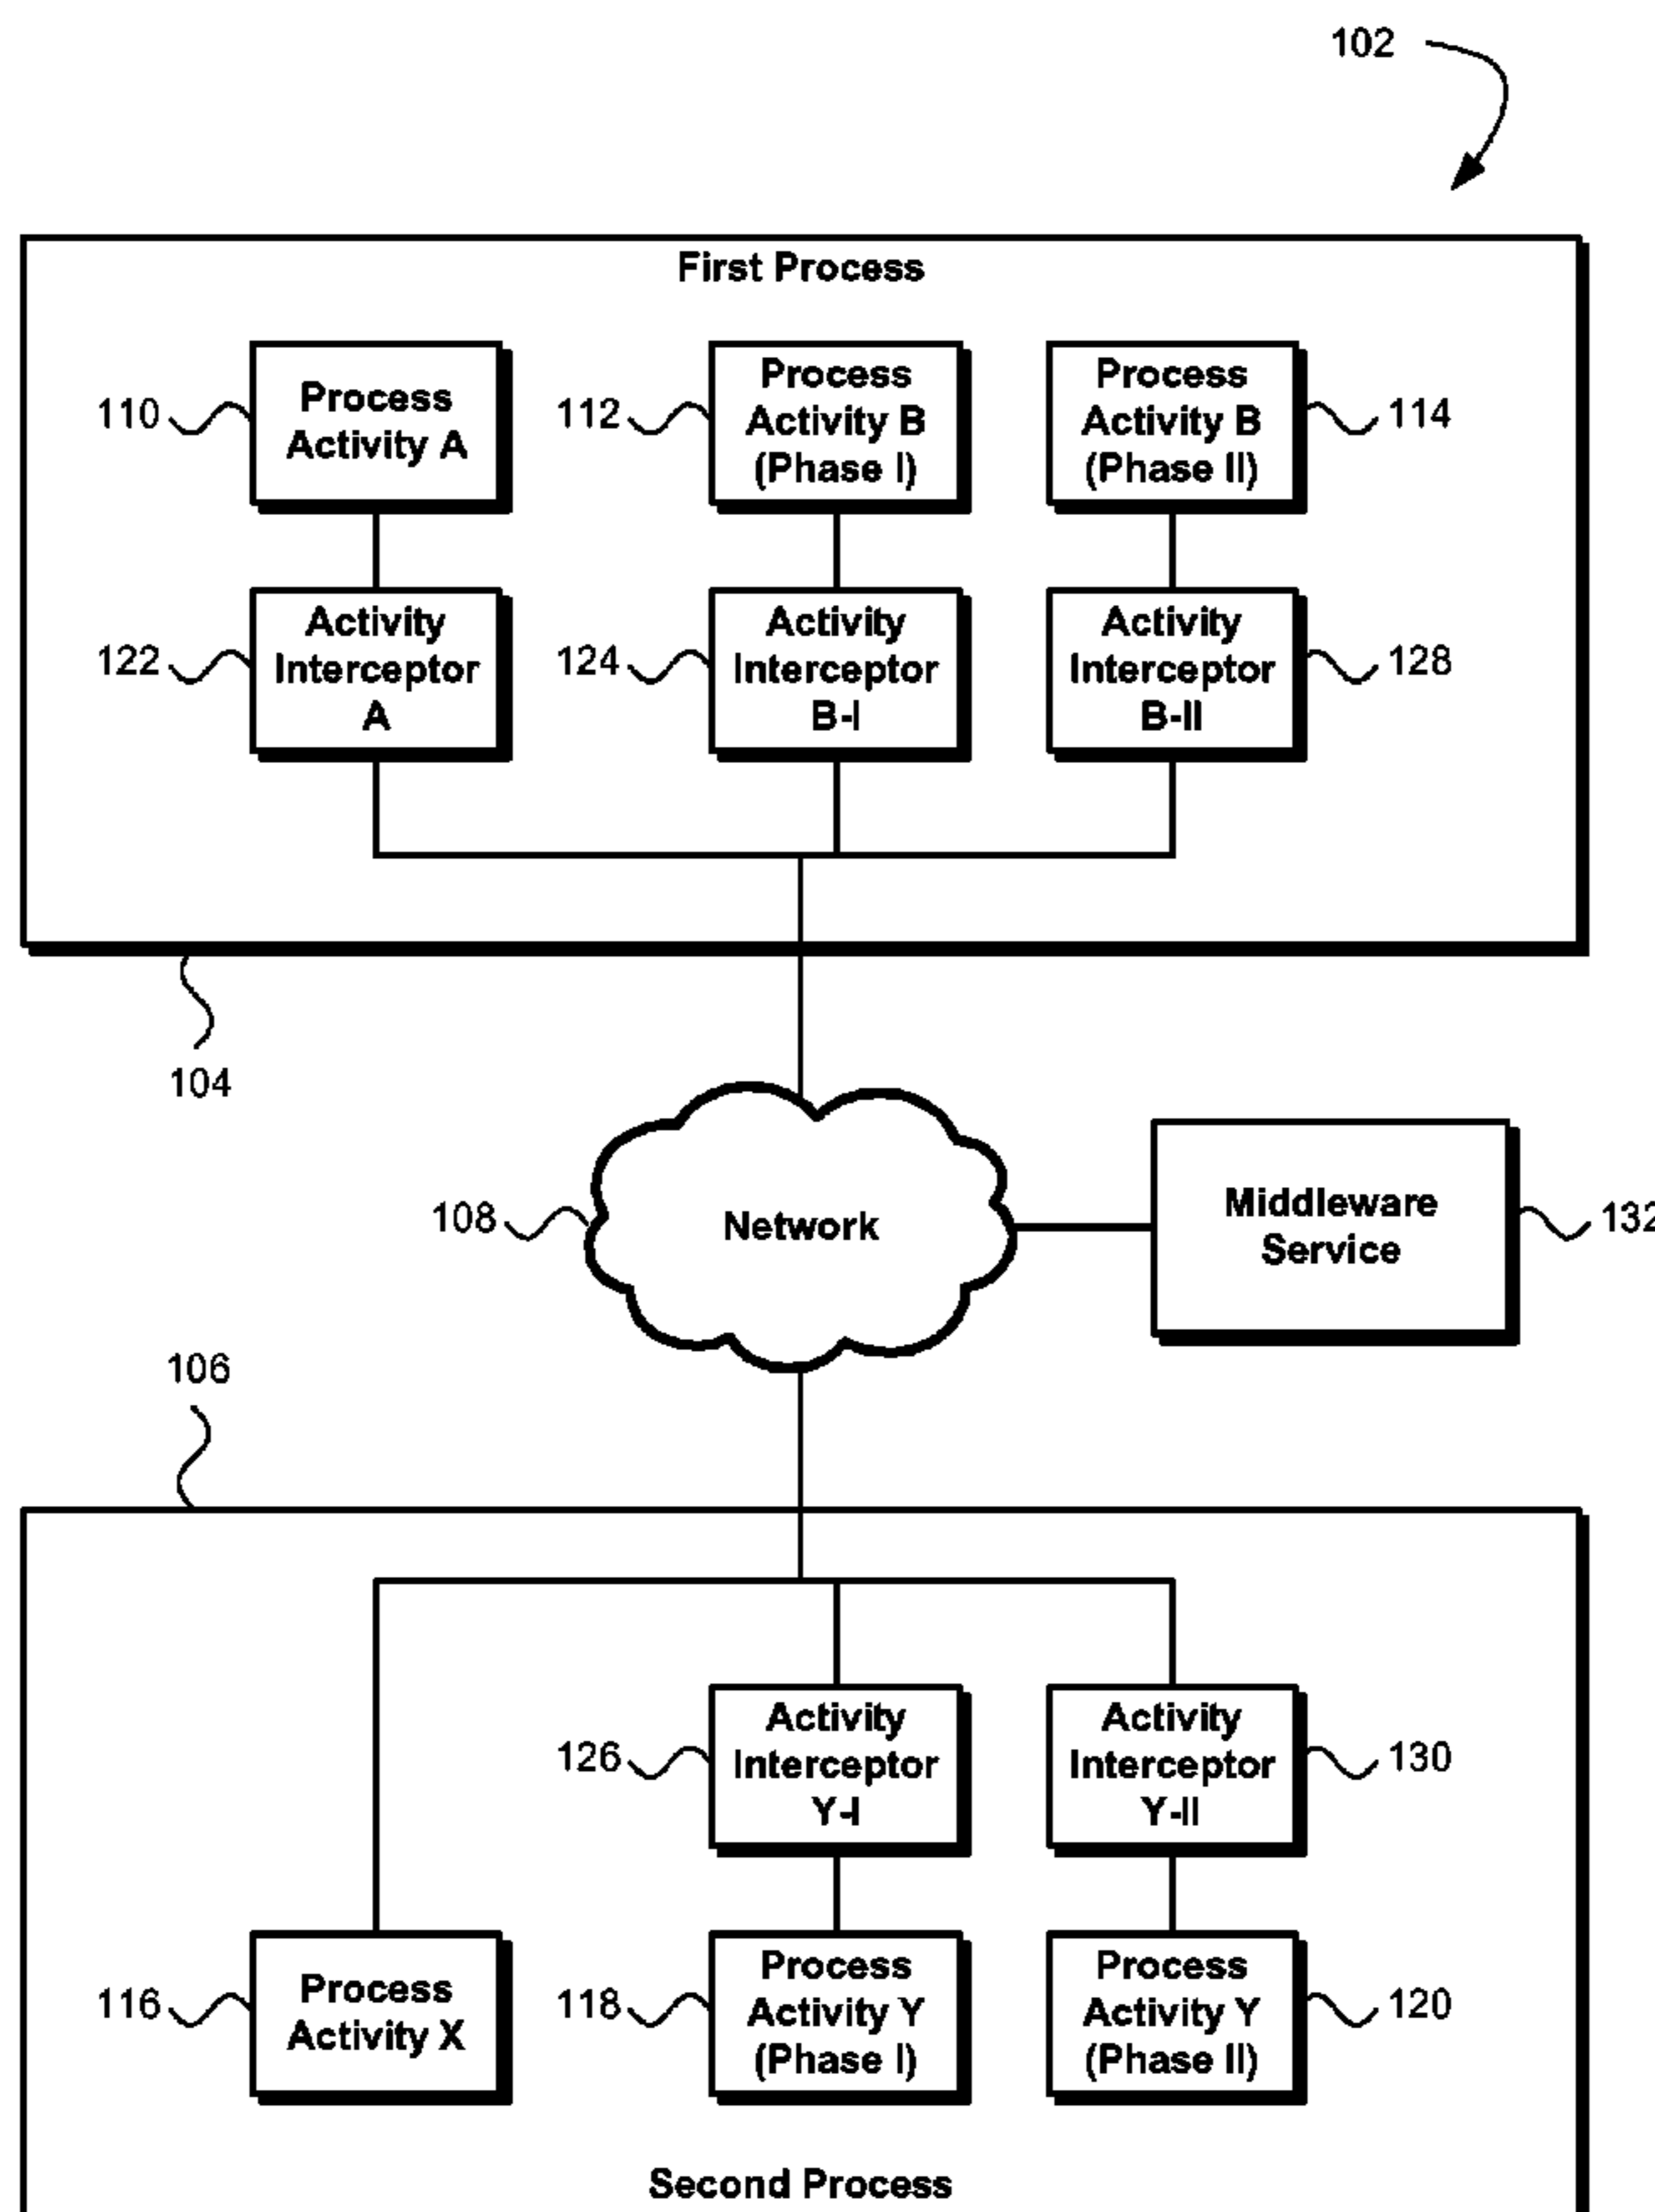 102
First Process
110
Process
Activity A
112
Process
Activity B
(Phase I)
Process
Activity B
(Phase II)
114
122
Activity
Interceptor
A
124
Activity
Interceptor
B-I
Activity
Interceptor
B-II
128
104
108
Network
Middleware
Service
132
106
126
Activity
Interceptor
Y-I
Activity
Interceptor
Y-II
130
116
Process
Activity X
118
Process
Activity Y
(Phase I)
Process
Activity Y
(Phase II)
120
Second Process